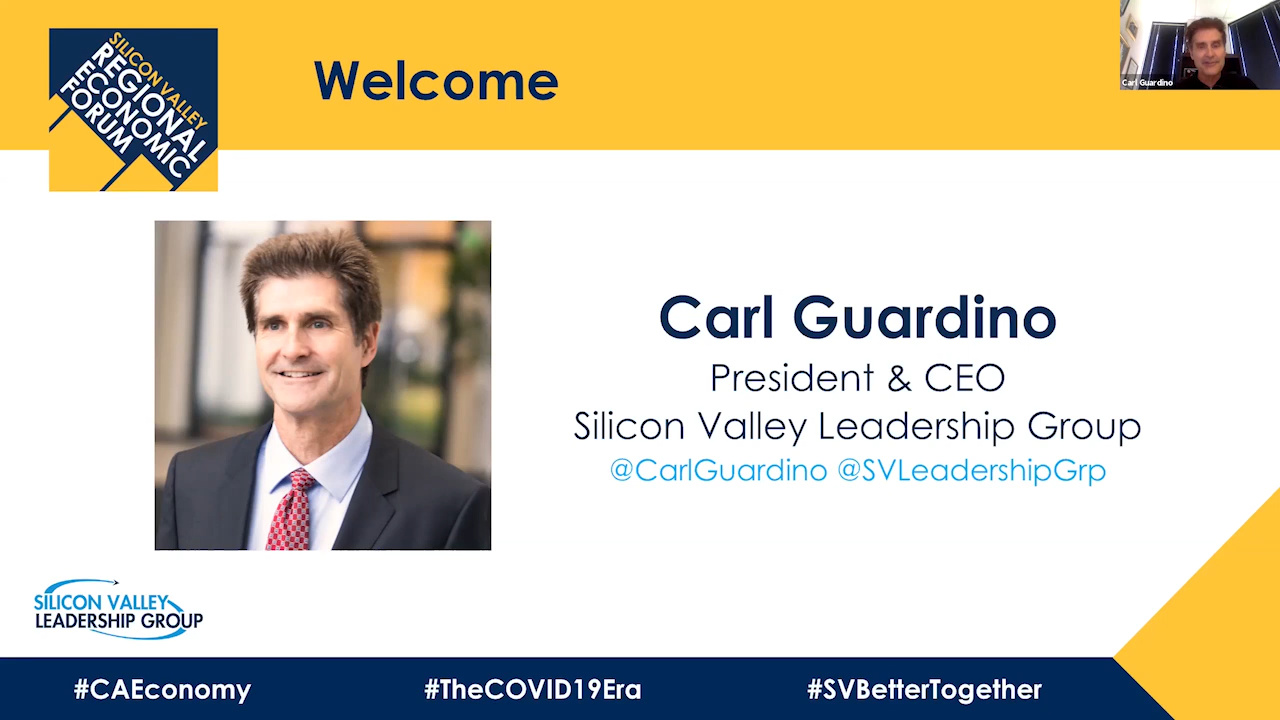 SILICON VALLEY
REGIONAL
ECONOMIC
FORUM
Welcome
Carl Guardino
Carl Guardino
President & CEO
Silicon Valley Leadership Group
@CarlGuardino @SVLeadershipGrp
SILICON VALLEY
LEADERSHIP GROUP
#CAEconomy
#TheCOVID19Era
#SVBetterTogether